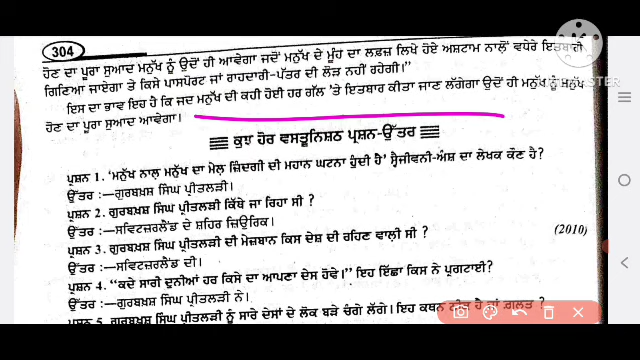 304
ਹੋਣ ਦਾ ਪੂਰਾ ਸੁਆਦ ਮਨੁੱਖ ਨੂੰ ਉਦੋਂ ਹੀ ਆਵੇਗਾ ਜਦੋਂ ਮਨੁੱਖ ਦੇ ਮੂੰਹ ਦਾ ਲਫ਼ਜ਼ ਲਿਖੇ ਹੋਏ ਅਸ਼ਟਾਮ ਨਾਲੋਂ ਵਧੇਰੇ ਇਤਬਾਰੀ
ਗਿਣਿਆ ਜਾਏਗਾ ਤੇ ਕਿਸੇ ਪਾਸਪੋਰਟ ਜਾਂ ਰਾਹਦਾਰੀ-ਪੱਤਰ ਦੀ ਲੋੜ ਨਹੀਂ ਰਹੇਗੀ।”
ਇਸ ਦਾ ਭਾਵ ਇਹ ਹੈ ਕਿ ਜਦ ਮਨੁੱਖ ਦੀ ਕਹੀ ਹੋਈ ਹਰ ਗੱਲ 'ਤੇ ਇਤਬਾਰ ਕੀਤਾ ਜਾਣ ਲੱਗੇਗਾ ਉਦੋਂ ਹੀ ਮਨੁੱਖ ਨੂੰ ਮਨੁੱਖ
ਹੋਣ ਦਾ ਪੂਰਾ ਸੁਆਦ ਆਵੇਗਾ।
ਕੁਝ ਹੋਰ ਵਸਤੂਨਿਸ਼ਠ ਪ੍ਰਸ਼ਨ-ਉੱਤਰ
ਪ੍ਰਸ਼ਨ 1. 'ਮਨੁੱਖ ਨਾਲ ਮਨੁੱਖ ਦਾ ਮੇਲ ਜ਼ਿੰਦਗੀ ਦੀ ਮਹਾਨ ਘਟਨਾ ਹੁੰਦੀ ਹੈ' ਸ੍ਵੈਜੀਵਨੀ-ਅੰਸ਼ ਦਾ ਲੇਖਕ ਕੌਣ ਹੈ?
ਉੱਤਰ :—ਗੁਰਬਖ਼ਸ਼ ਸਿੰਘ ਪ੍ਰੀਤਲੜੀ।
ਪ੍ਰਸ਼ਨ 2. ਗੁਰਬਖ਼ਸ਼ ਸਿੰਘ ਪ੍ਰੀਤਲੜੀ ਕਿੱਥੇ ਜਾ ਰਿਹਾ ਸੀ ?
ਉੱਤਰ :—ਸਵਿਟਜ਼ਰਲੈਂਡ ਦੇ ਸ਼ਹਿਰ ਜ਼ਿਊਰਿਕ।
ਪ੍ਰਸ਼ਨ 3. ਗੁਰਬਖ਼ਸ਼ ਸਿੰਘ ਪ੍ਰੀਤਲੜੀ ਦੀ ਮੇਜ਼ਬਾਨ ਕਿਸ ਦੇਸ਼ ਦੀ ਰਹਿਣ ਵਾਲੀ ਸੀ ? (2010)
ਉੱਤਰ :—ਸਵਿਟਜ਼ਰਲੈਂਡ ਦੀ।
ਪ੍ਰਸ਼ਨ 4. “ਕਦੇ ਸਾਰੀ ਦੁਨੀਆਂ ਹਰ ਕਿਸੇ ਦਾ ਆਪਣਾ ਦੇਸ ਹੋਵੇ।” ਇਹ ਇੱਛਾ ਕਿਸ ਨੇ ਪ੍ਰਗਟਾਈ?
ਉੱਤਰ :—ਗੁਰਬਖ਼ਸ਼ ਸਿੰਘ ਪ੍ਰੀਤਲੜੀ ਨੇ।
ਪ੍ਰਸ਼ਨ 5. ਗੁਰਬਖ਼ਸ਼ ਸਿੰਘ ਪ੍ਰੀਤਲੜੀ ਨੂੰ ਸਾਰੇ ਦੇਸਾਂ ਦੇ ਲੋਕ ਬੜੇ ਚੰਗੇ ਲੱਗੇ। ਇਹ ਕਥਨ ਠੀਕ ਹੈ ਜਾਂ ਗ਼ਲਤ ?